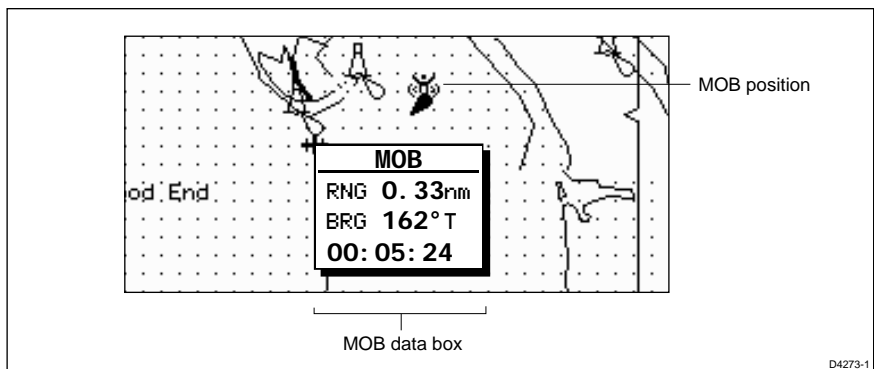 MOB position
MOB
od End
RNG 0.33nm
BRG 162°T
00:05:24
MOB data box
D4273-1